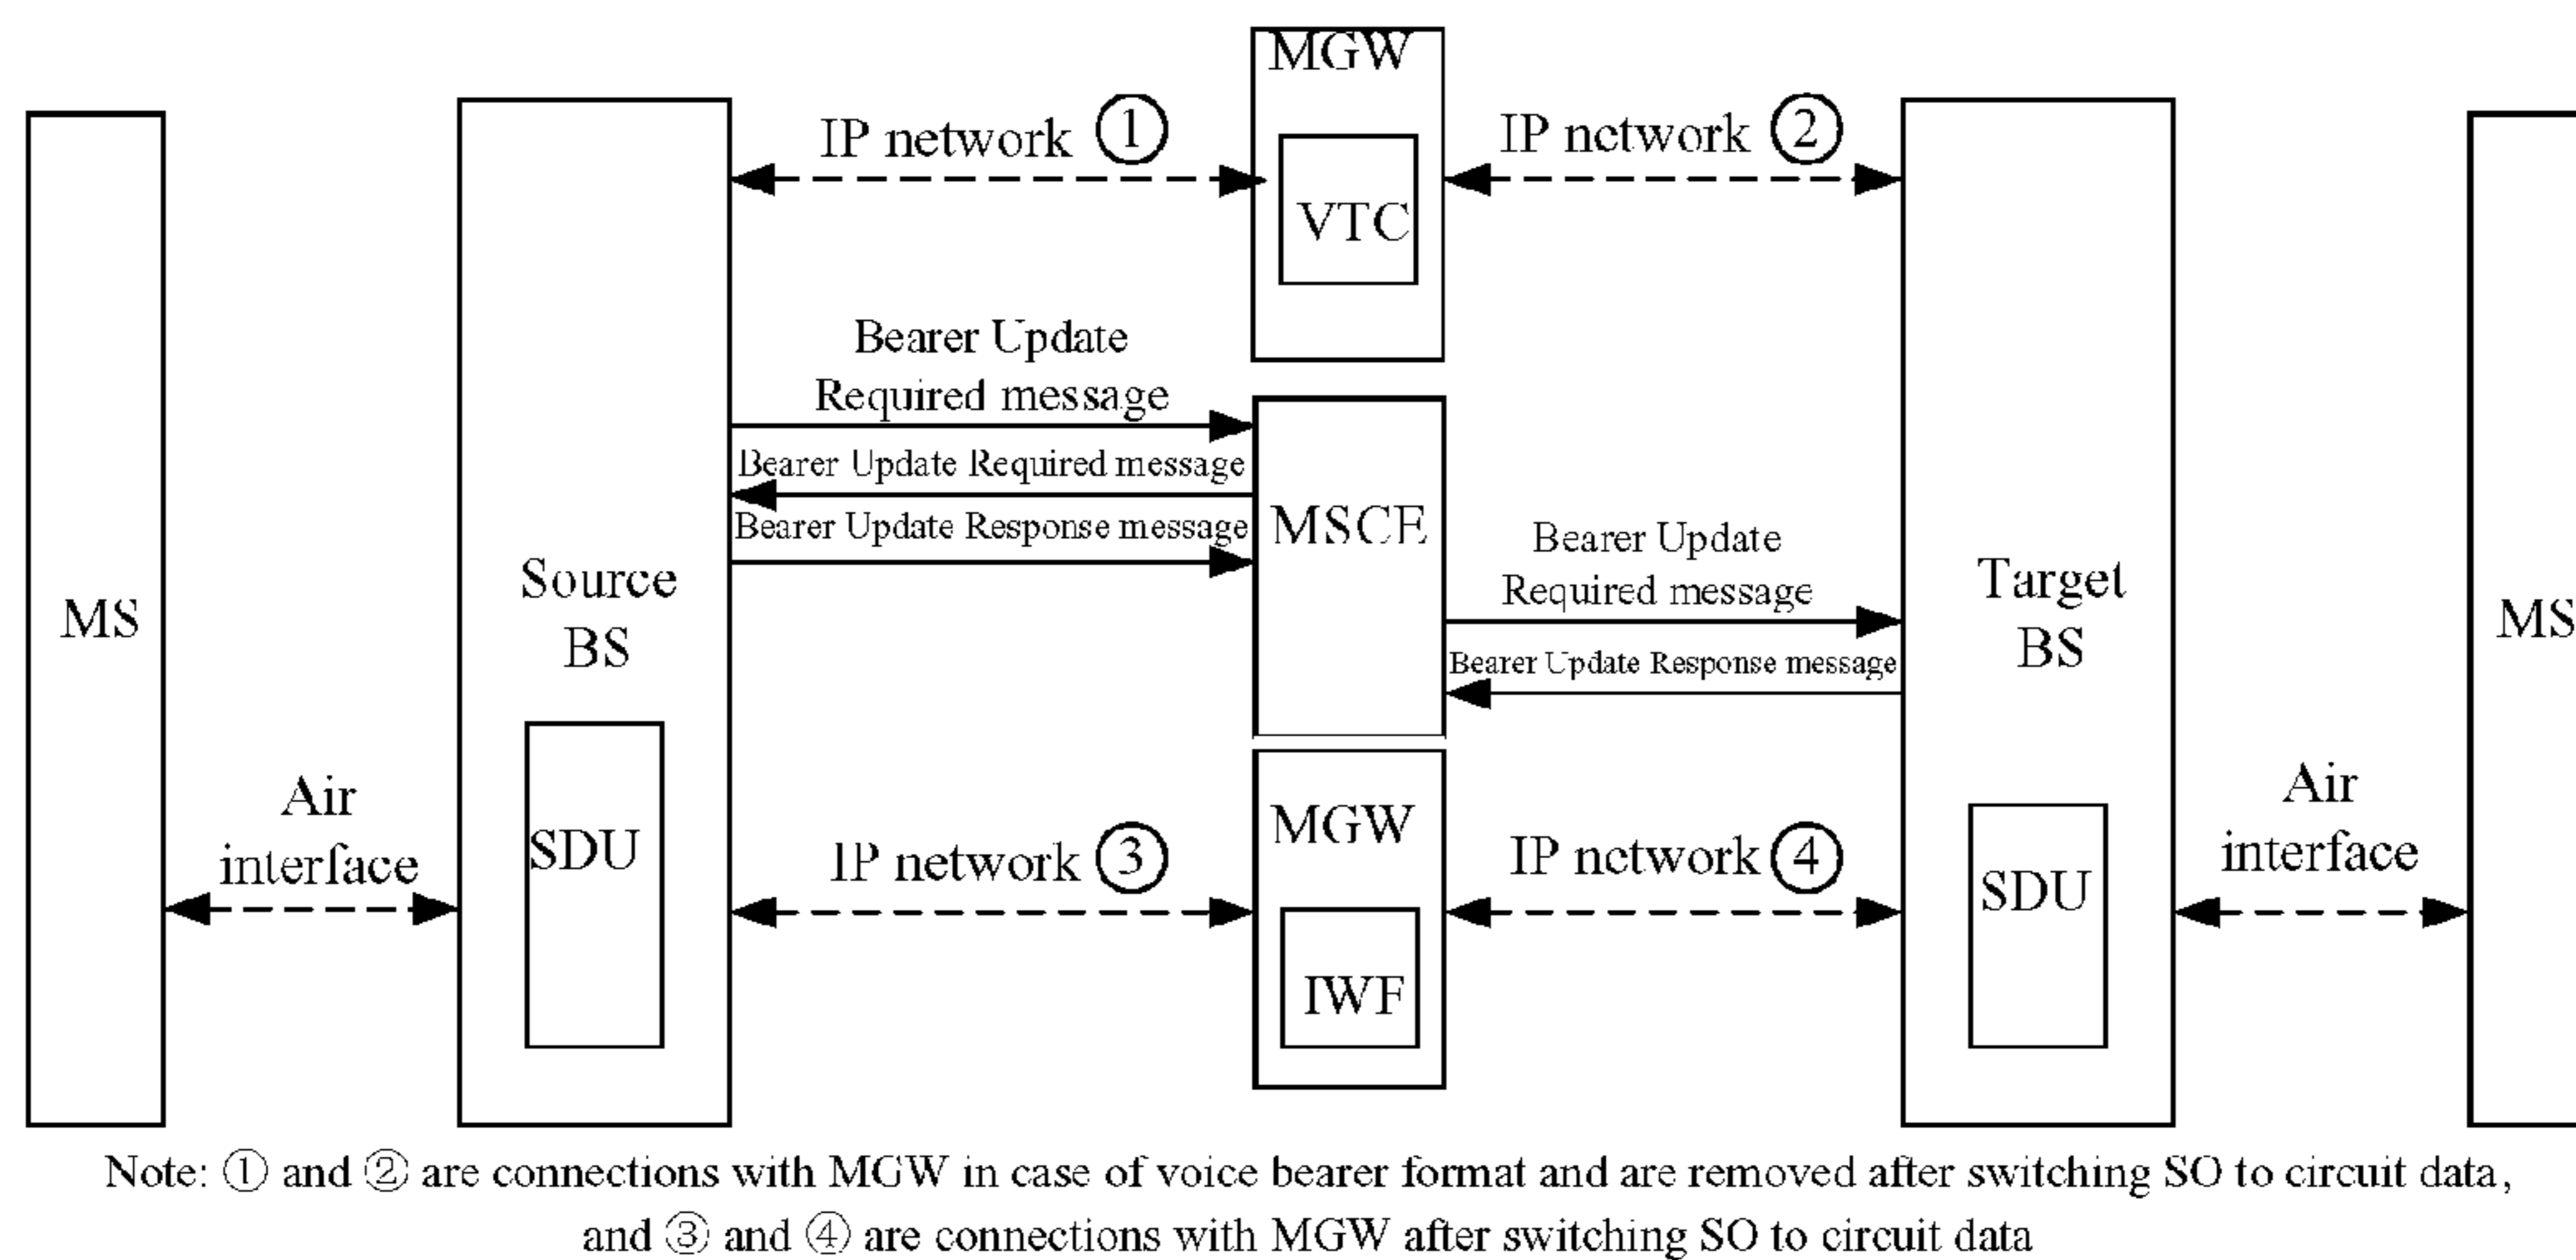 MGW
IP network ①
IP network ②
VTC
Bearer Update
Required message
Bearer Update Required message
Bearer Update Response message
MSCE
Bearer Update
Required message
Bearer Update Response message
MS
Source
BS
Target
BS
MS
Air
interface
SDU
IP network ③
MGW
IP network ④
IWF
SDU
Air
interface
Note: ① and ② are connections with MGW in case of voice bearer format and are removed after switching SO to circuit data,
and ③ and ④ are connections with MGW after switching SO to circuit data